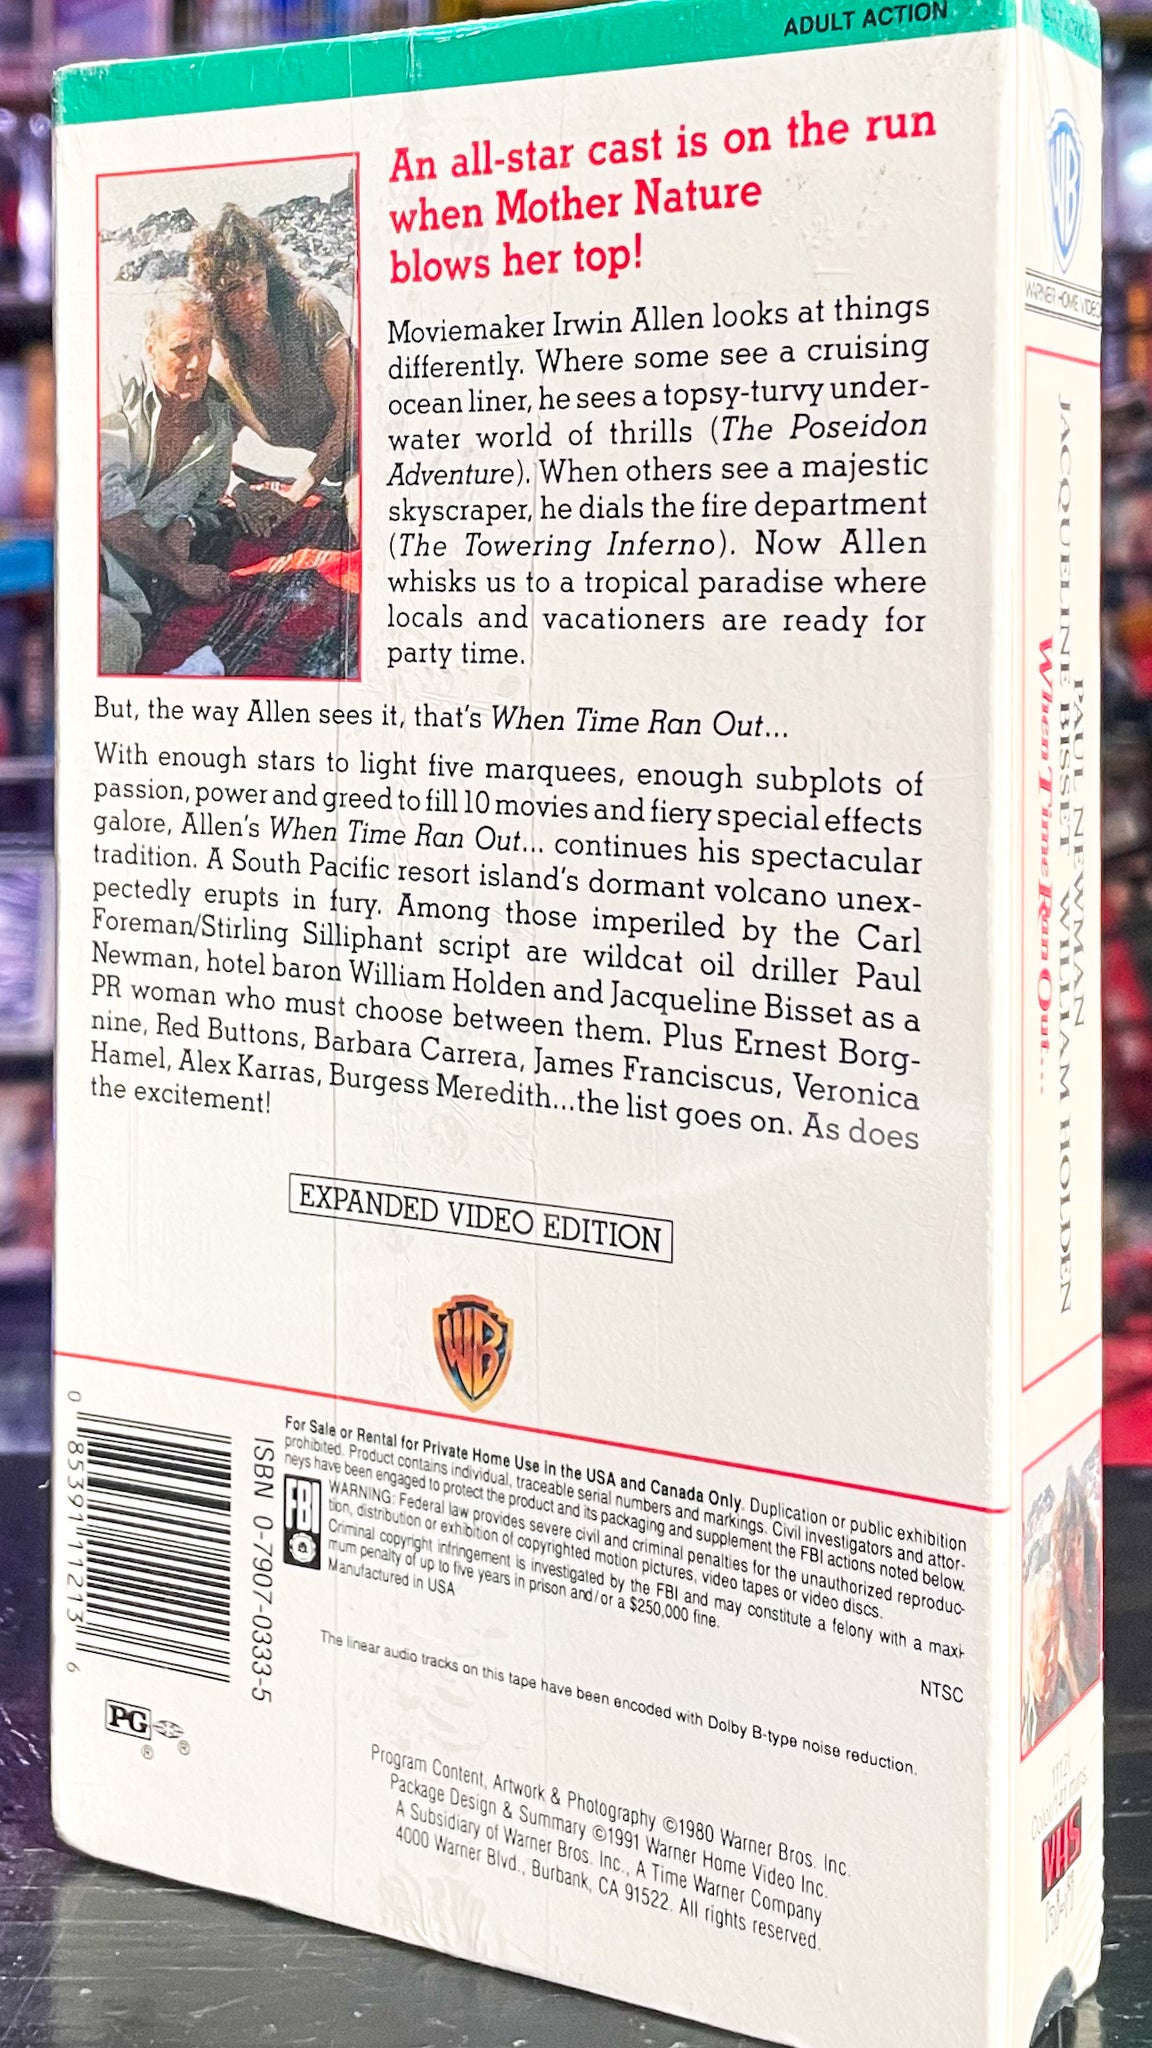 ADULT ACTION
An all-star cast is on the run
when Mother Nature
blows her top!
Moviemaker Irwin Allen looks at things
differently. Where some see a cruising
ocean liner, he sees a topsy-turvy under-
water world of thrills (The Poseidon
Adventure). When others see a majestic
skyscraper, he dials the fire department
(The Towering Inferno). Now Allen
whisks us to a tropical paradise where
locals and vacationers are ready for
party time.
But, the way Allen sees it, that's When Time Ran Out...
With enough stars to light five marquees, enough subplots of
passion, power and greed to fill 10 movies and fiery special effects
galore, Allen's When Time Ran Out... continues his spectacular
tradition. A South Pacific resort island's dormant volcano unex-
pectedly erupts in fury. Among those imperiled by the Carl
Foreman/Stirling Silliphant script are wildcat oil driller Paul
Newman, hotel baron William Holden and Jacqueline Bisset as a
PR woman who must choose between them. Plus Ernest Borg-
nine, Red Buttons, Barbara Carrera, James Franciscus, Veronica
Hamel, Alex Karras, Burgess Meredith...the list goes on. As does
the excitement!
EXPANDED VIDEO EDITION
WB
0 85391 11213 6
ISBN 0-7907-0333-5
For Sale or Rental for Private Home Use in the USA and Canada Only. Duplication or public exhibition
prohibited. Product contains individual, traceable serial numbers and markings. Civil investigators and attor-
neys have been engaged to protect the product and its packaging and supplement the FBI actions noted below.
FBI
WARNING: Federal law provides severe civil and criminal penalties for the unauthorized reproduc-
tion, distribution or exhibition of copyrighted motion pictures, video tapes or video discs.
Criminal copyright infringement is investigated by the FBI and may constitute a felony with a maxi-
mum penalty of up to five years in prison and/or a $250,000 fine.
Manufactured in USA
NTSC
The linear audio tracks on this tape have been encoded with Dolby B-type noise reduction.
PG
®
®
Program Content, Artwork & Photography ©1980 Warner Bros. Inc.
Package Design & Summary ©1991 Warner Home Video Inc.
A Subsidiary of Warner Bros. Inc., A Time Warner Company
4000 Warner Blvd., Burbank, CA 91522. All rights reserved.
WB
WARNER HOME VIDEO
PAUL NEWMAN
JACQUELINE BISSET WILLIAM HOLDEN
When Time Ran Out...
VHS